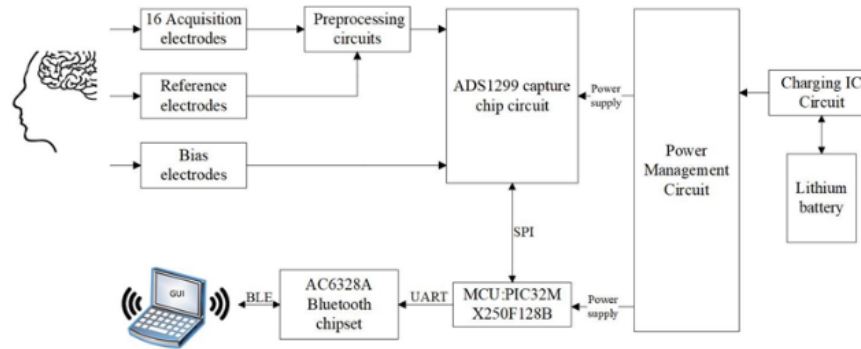 16 Acquisition
electrodes
Preprocessing
circuits
Reference
electrodes
Bias
electrodes
ADS1299 capture
chip circuit
Power
supply
Power
Management
Circuit
Charging IC
Circuit
Lithium
battery
SPI
GUI
BLE
AC6328A
Bluetooth
chipset
UART
MCU:PIC32M
X250F128B
Power
supply